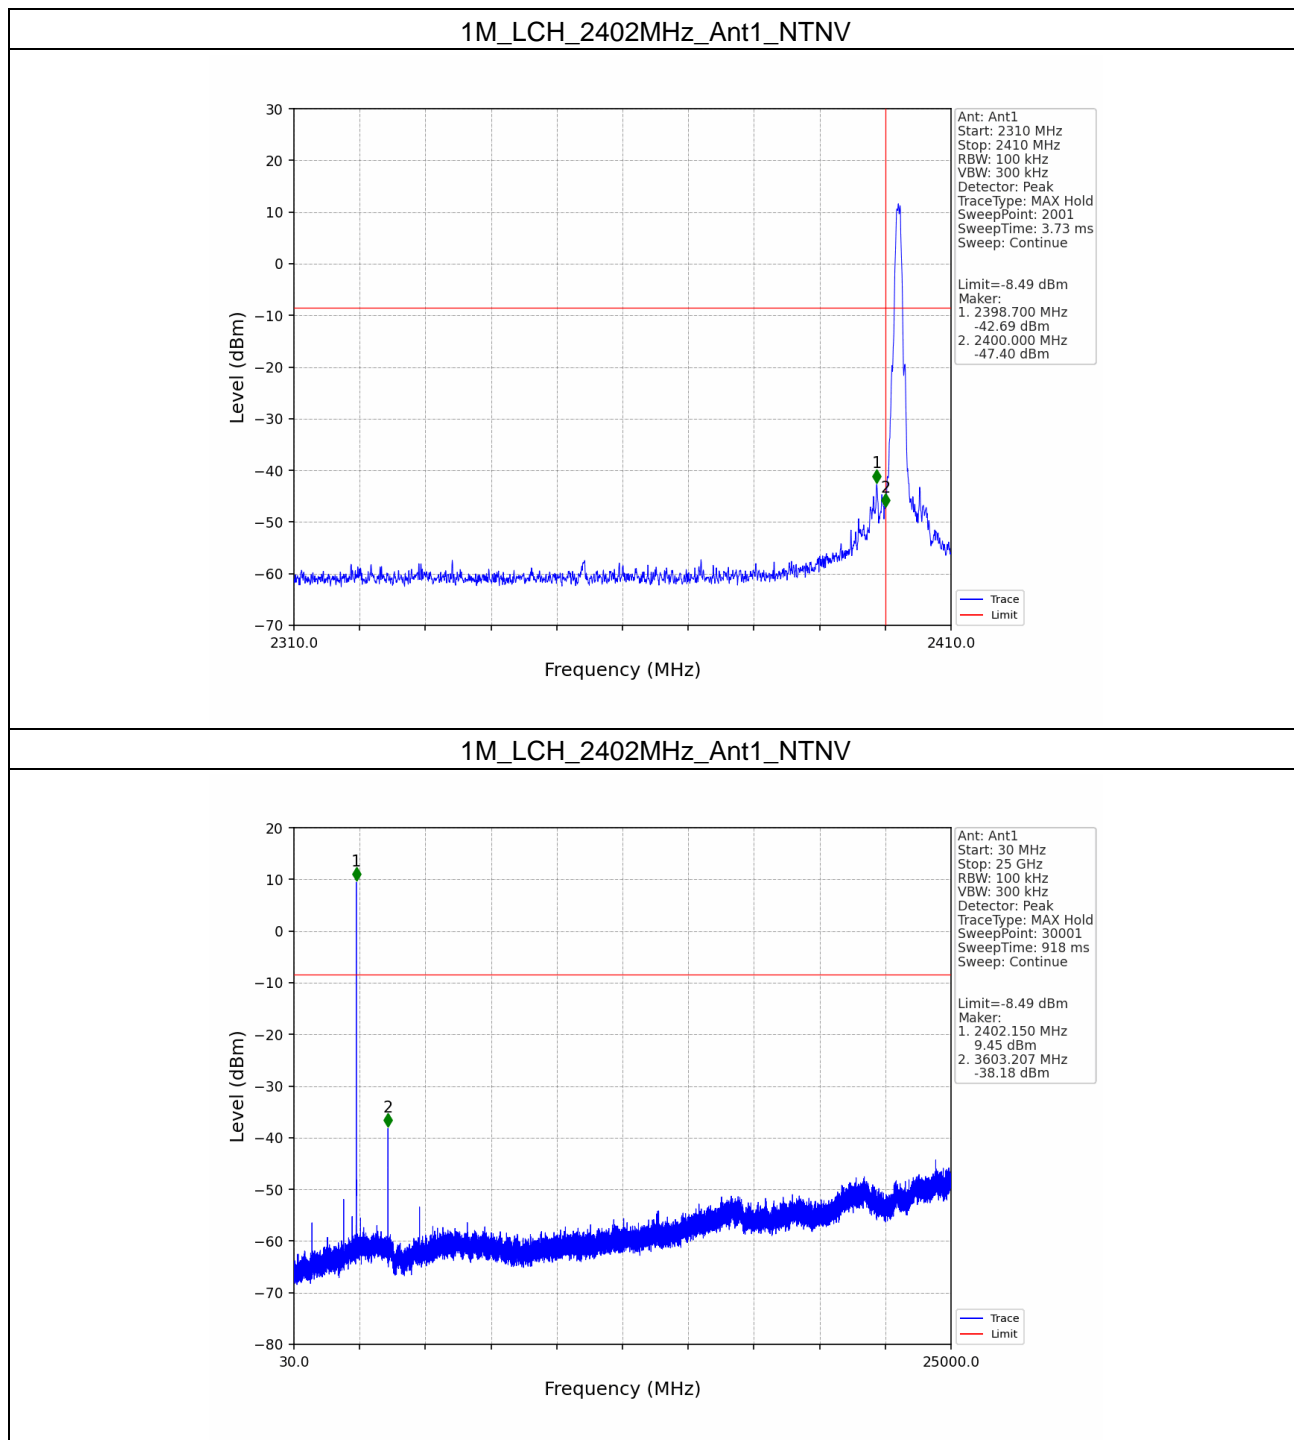 1M_LCH_2402MHz_Ant1_NTNV
30
20
10
0
−10
−20
−30
−40
−50
−60
−70
Level (dBm)
1
2
2310.0
2410.0
Frequency (MHz)
Ant: Ant1
Start: 2310 MHz
Stop: 2410 MHz
RBW: 100 kHz
VBW: 300 kHz
Detector: Peak
TraceType: MAX Hold
SweepPoint: 2001
SweepTime: 3.73 ms
Sweep: Continue
Limit=-8.49 dBm
Maker:
1. 2398.700 MHz
-42.69 dBm
2. 2400.000 MHz
-47.40 dBm
Trace
Limit
1M_LCH_2402MHz_Ant1_NTNV
20
10
0
−10
−20
−30
−40
−50
−60
−70
−80
Level (dBm)
1
2
30.0
25000.0
Frequency (MHz)
Ant: Ant1
Start: 30 MHz
Stop: 25 GHz
RBW: 100 kHz
VBW: 300 kHz
Detector: Peak
TraceType: MAX Hold
SweepPoint: 30001
SweepTime: 918 ms
Sweep: Continue
Limit=-8.49 dBm
Maker:
1. 2402.150 MHz
9.45 dBm
2. 3603.207 MHz
-38.18 dBm
Trace
Limit